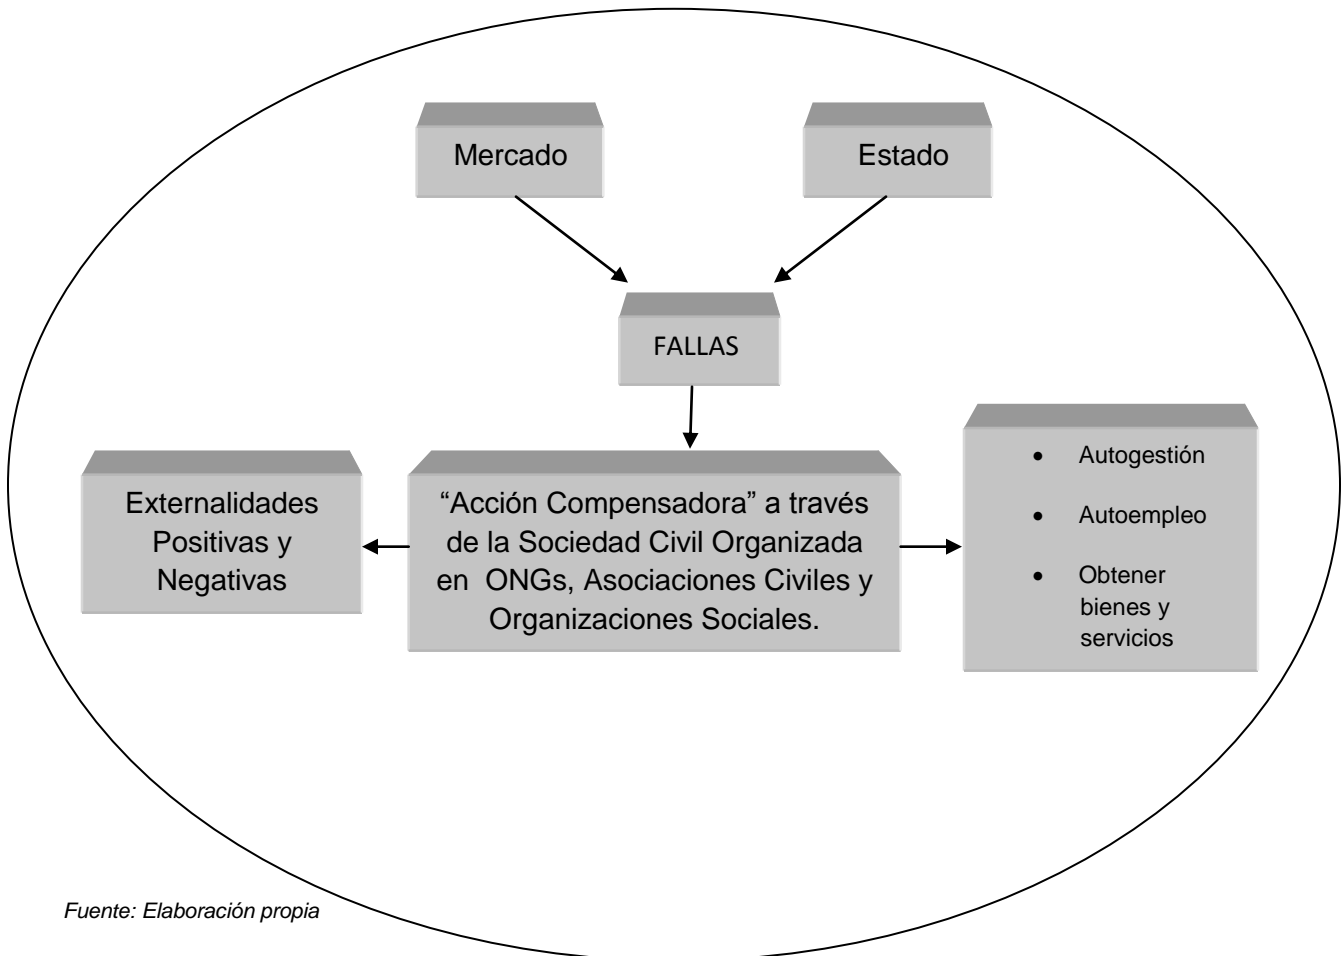 Mercado
Estado
FALLAS
Externalidades
Positivas y
Negativas
“Acción Compensadora” a través
de la Sociedad Civil Organizada
en ONGs, Asociaciones Civiles y
Organizaciones Sociales.
• Autogestión
• Autoempleo
• Obtener
bienes y
servicios
Fuente: Elaboración propia